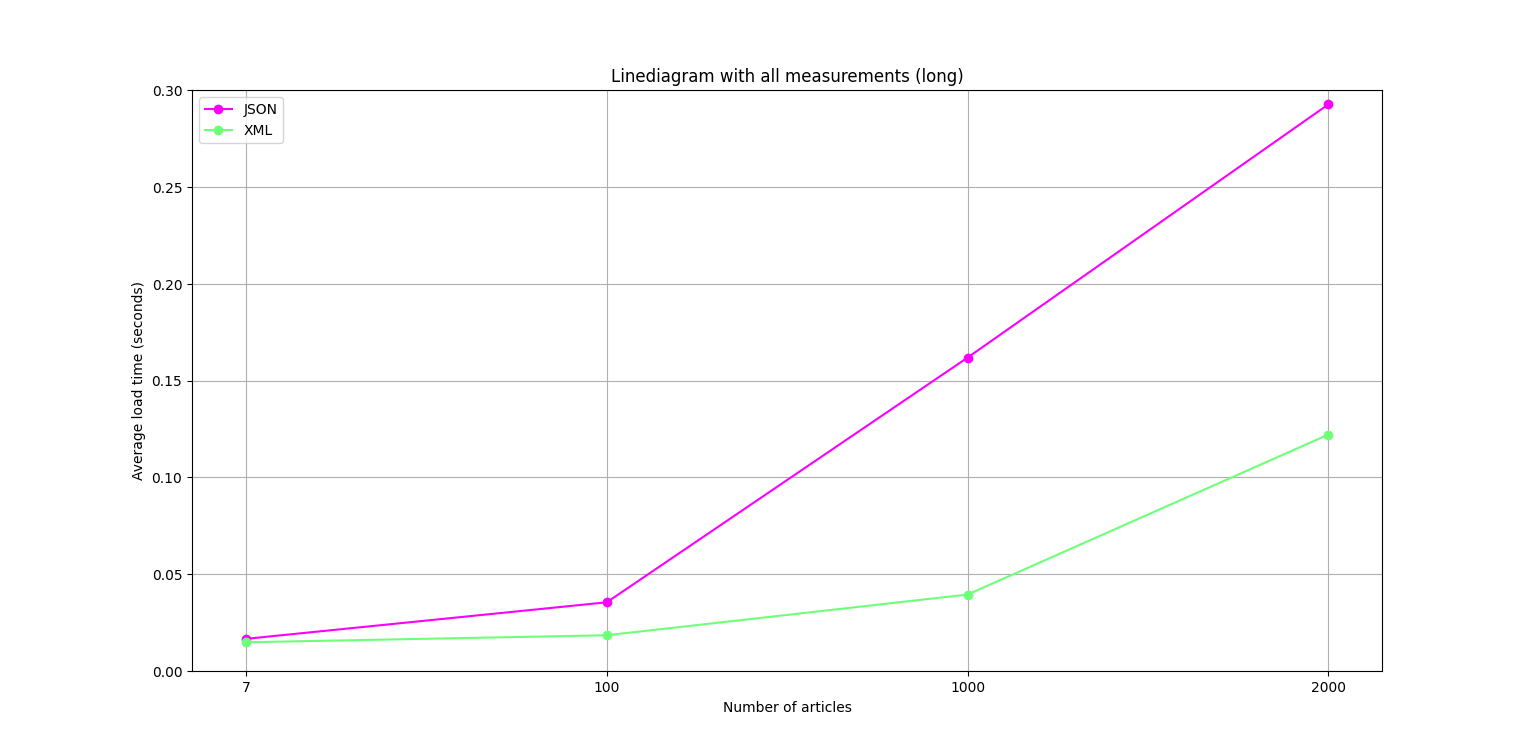 Linediagram with all measurements (long)
JSON
XML
0.30
0.25
0.20
0.15
0.10
0.05
0.00
Average load time (seconds)
7 100 1000 2000
Number of articles